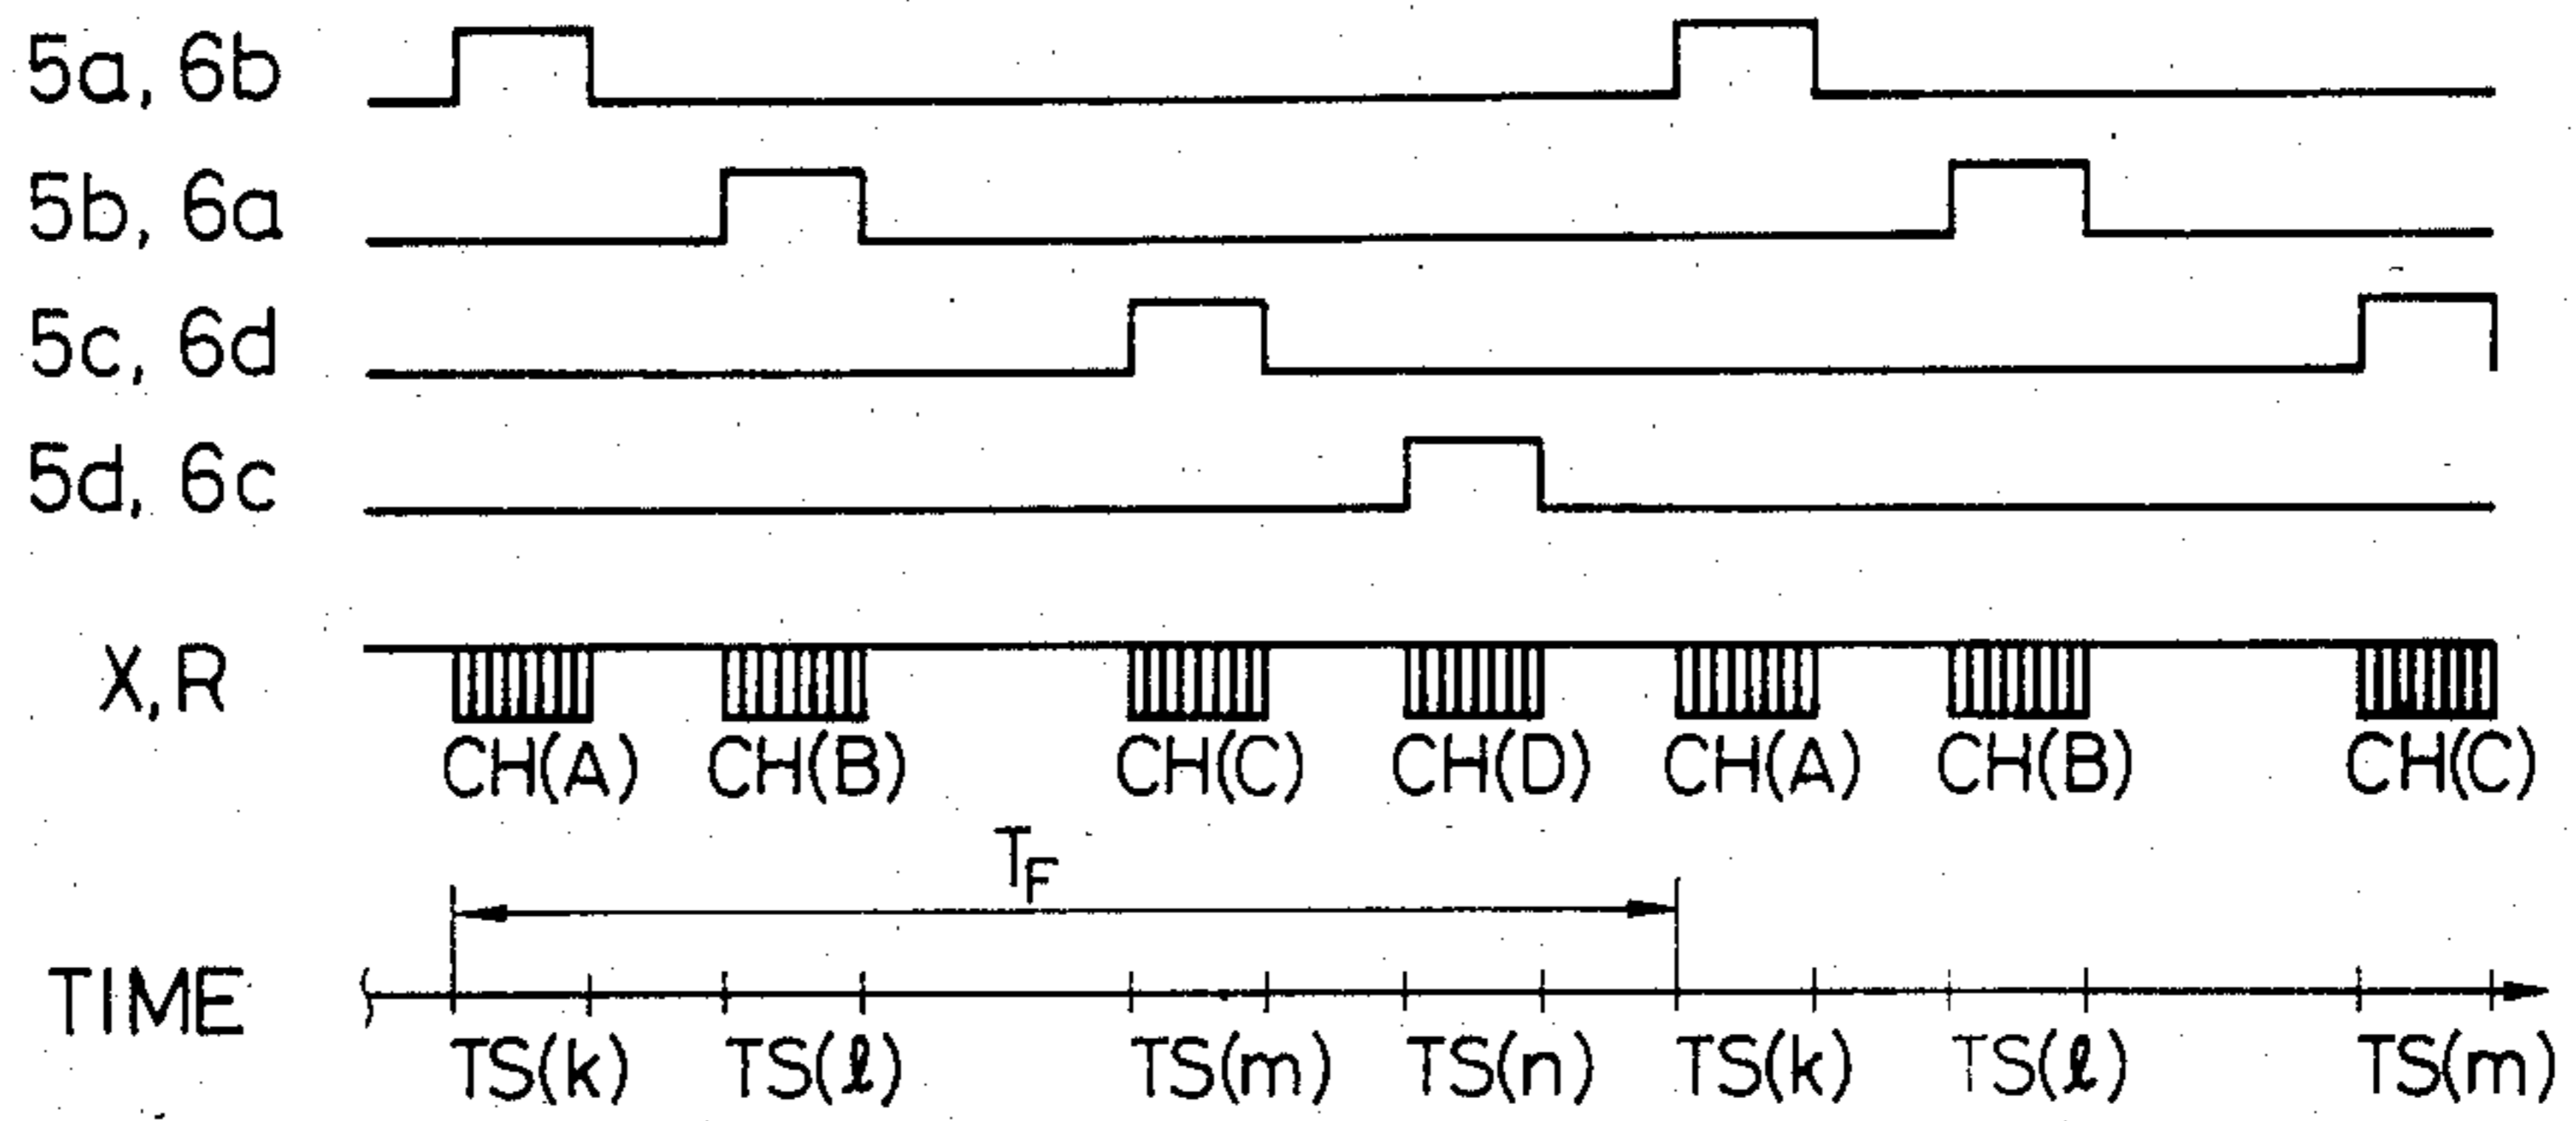 5a, 6b
5b, 6a
5c, 6d
5d, 6c
X, R
CH(A) CH(B) CH(C) CH(D) CH(A) CH(B) CH(C)
TF
TIME
TS(k) TS(ℓ) TS(m) TS(n) TS(k) TS(ℓ) TS(m)